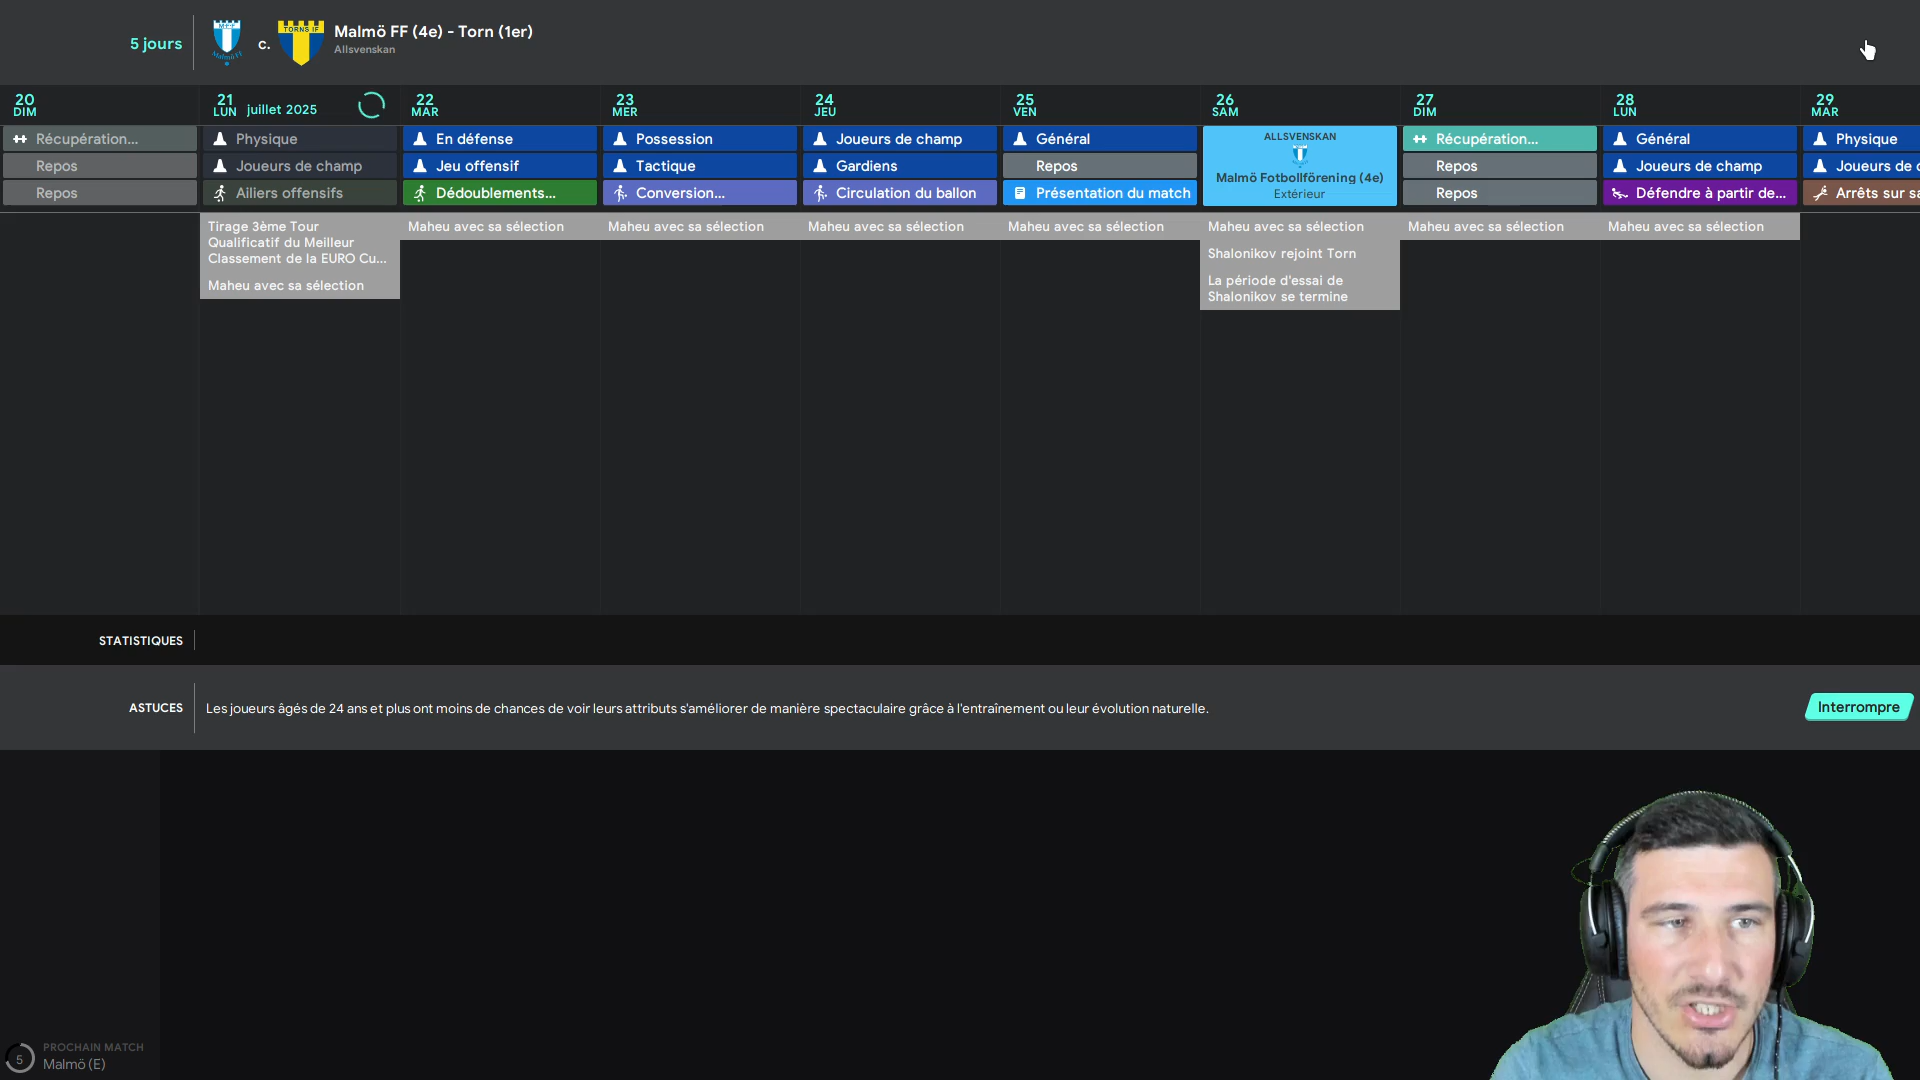 5 jours
c.
TORNS IF
Malmö FF (4e) - Torn (1er)
Allsvenskan
20
DIM
21
LUN juillet 2025
22
MAR
23
MER
24
JEU
25
VEN
26
SAM
27
DIM
28
LUN
29
MAR
Récupération...
Repos
Repos
Physique
Joueurs de champ
Ailiers offensifs
En défense
Jeu offensif
Dédoublements...
Possession
Tactique
Conversion...
Joueurs de champ
Gardiens
Circulation du ballon
Général
Repos
Présentation du match
ALLSVENSKAN
Malmö Fotbollförening (4e)
Extérieur
Récupération...
Repos
Repos
Général
Joueurs de champ
Défendre à partir de...
Physique
Joueurs de c
Arrêts sur sa
Tirage 3ème Tour
Qualificatif du Meilleur
Classement de la EURO Cu...
Maheu avec sa sélection
Maheu avec sa sélection
Maheu avec sa sélection
Maheu avec sa sélection
Maheu avec sa sélection
Maheu avec sa sélection
Shalonikov rejoint Torn
La période d'essai de
Shalonikov se termine
Maheu avec sa sélection
Maheu avec sa sélection
STATISTIQUES
ASTUCES
Les joueurs âgés de 24 ans et plus ont moins de chances de voir leurs attributs s'améliorer de manière spectaculaire grâce à l'entraînement ou leur évolution naturelle.
Interrompre
5
PROCHAIN MATCH
Malmö (E)